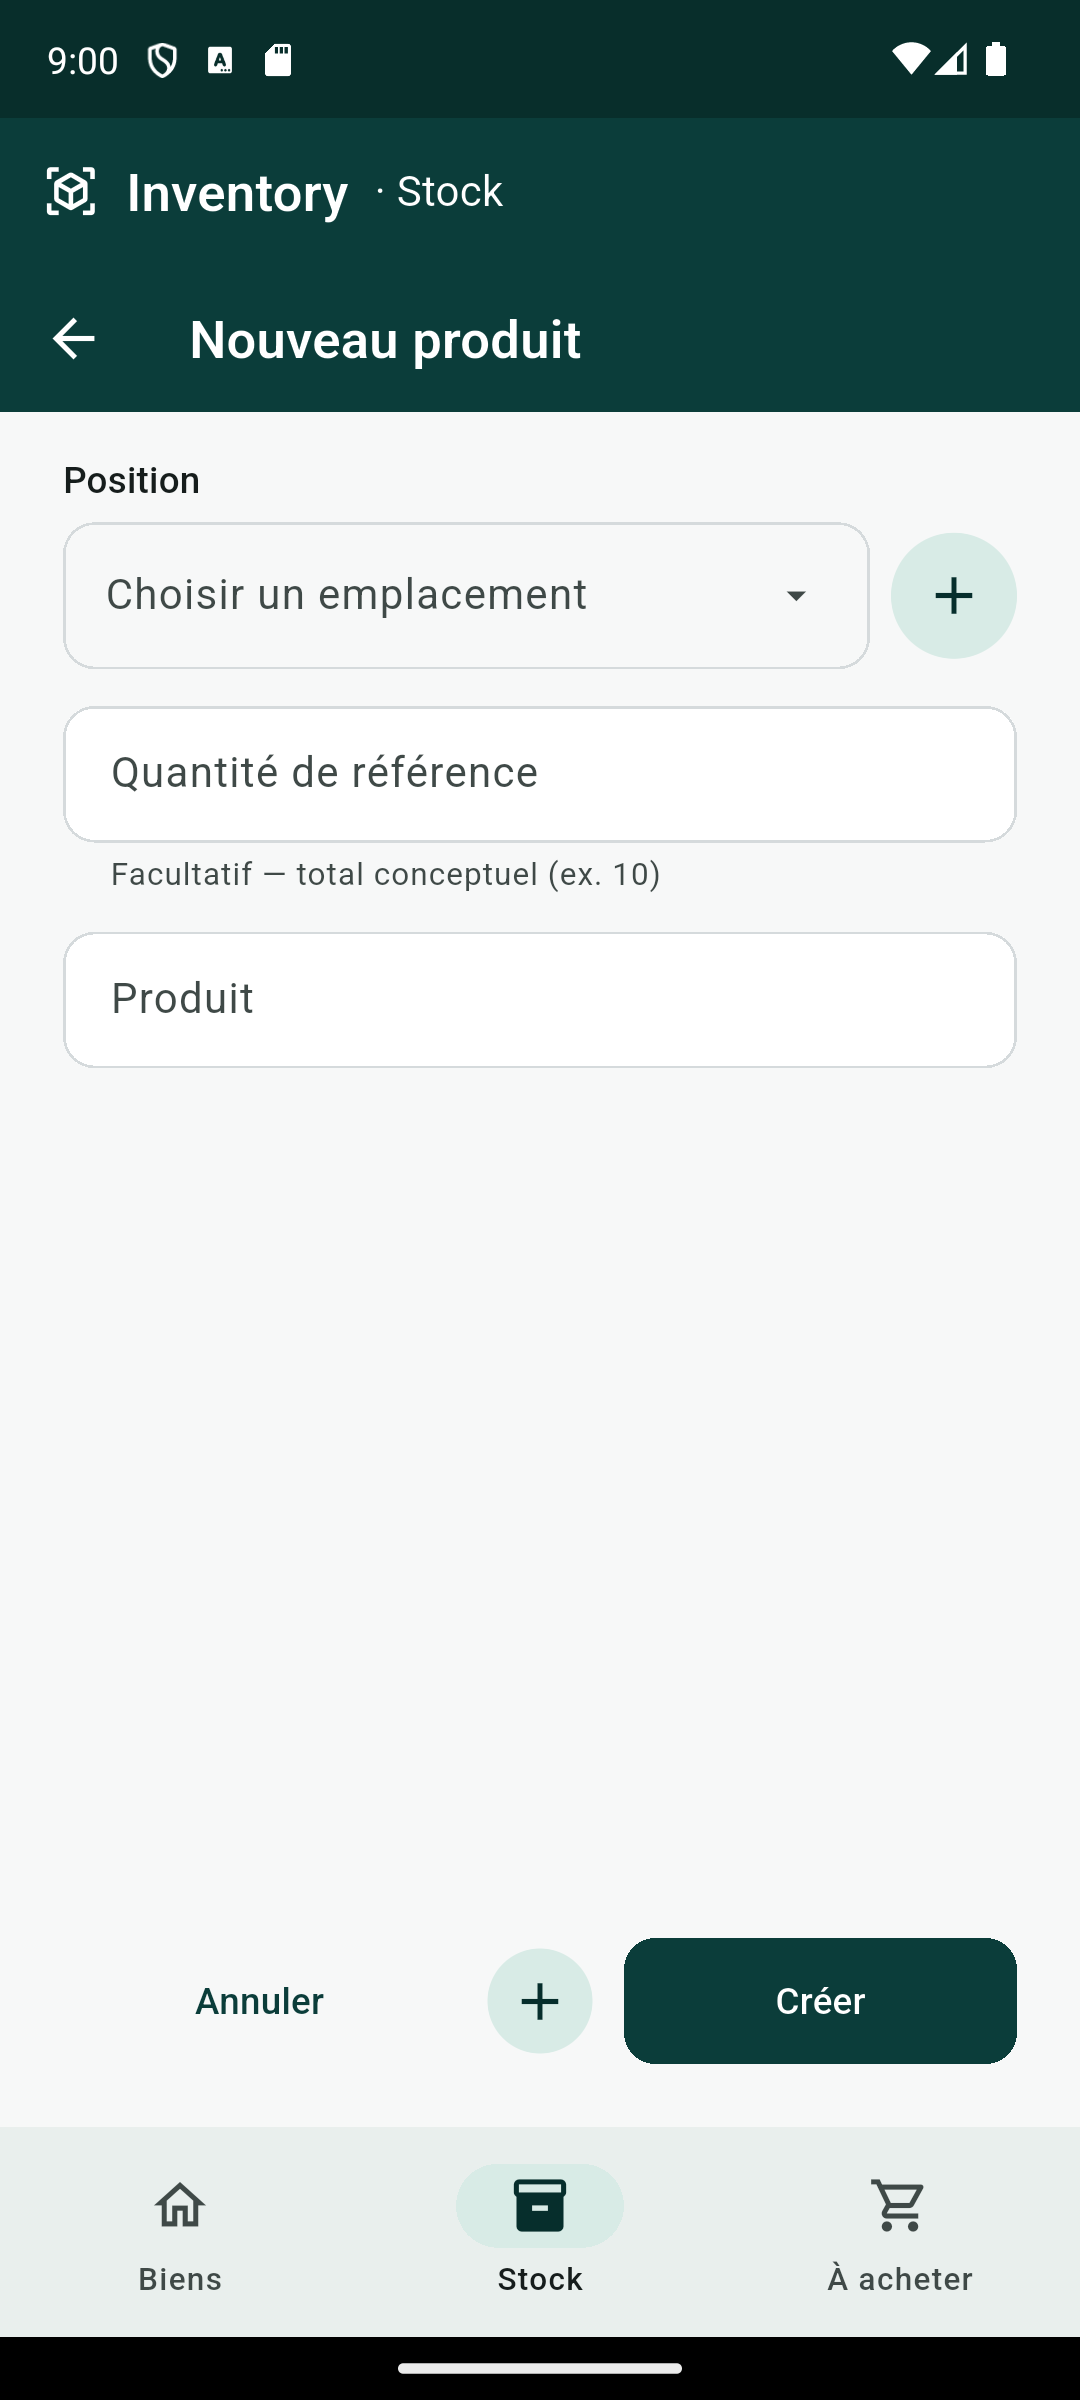 9:00
Inventory · Stock
Nouveau produit
Position
Choisir un emplacement
Quantité de référence
Facultatif — total conceptuel (ex. 10)
Produit
Annuler
Créer
Biens
Stock
À acheter